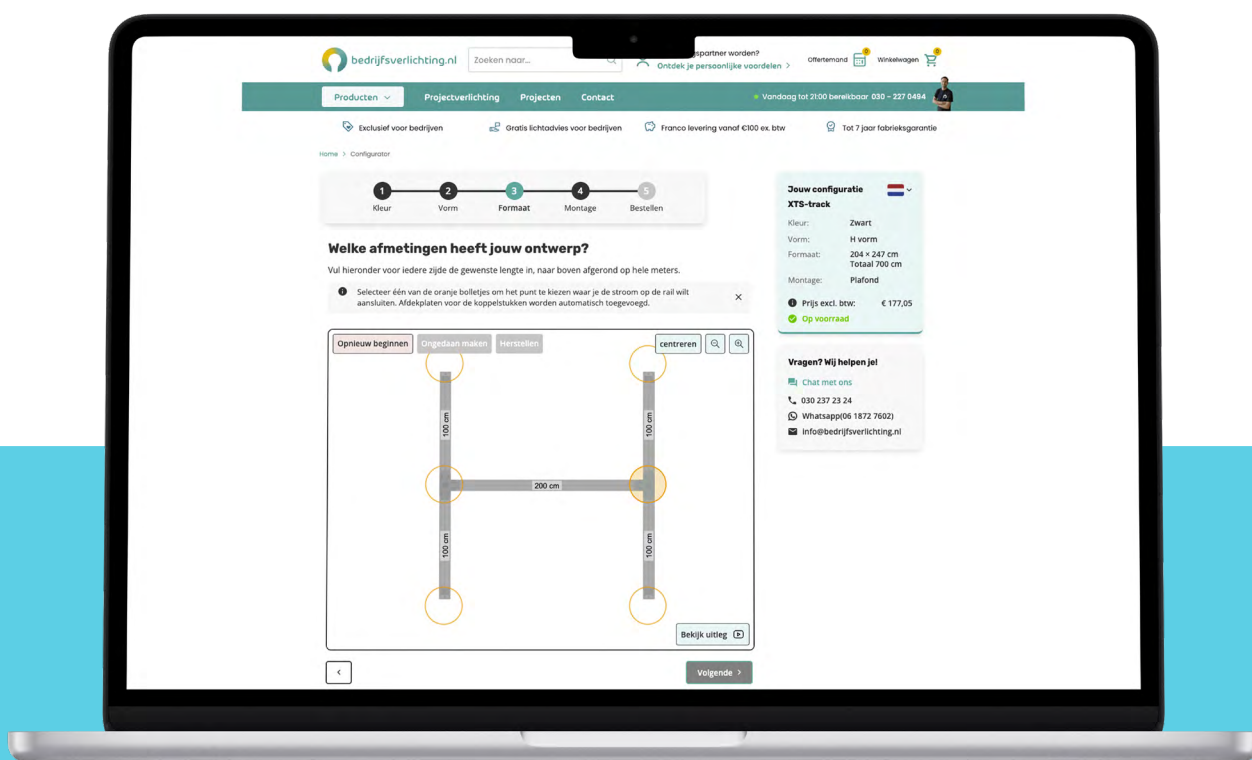 bedrijfsverlichting.nl
Zoeken naar...
spartner worden?
Ontdek je persoonlijke voordelen >
Offertemand
0
Winkelwagen
0
Producten
Projectverlichting
Projecten
Contact
Vandaag tot 21:00 bereikbaar 030 - 227 0494
Exclusief voor bedrijven
Gratis lichtadvies voor bedrijven
Franco levering vanaf €100 ex. btw
Tot 7 jaar fabrieksgarantie
Home > Configurator
1
2
3
4
5
Kleur
Vorm
Formaat
Montage
Bestellen
Welke afmetingen heeft jouw ontwerp?
Vul hieronder voor iedere zijde de gewenste lengte in, naar boven afgerond op hele meters.
Selecteer één van de oranje bolletjes om het punt te kiezen waar je de stroom op de rail wilt
aansluiten. Afdekplaten voor de koppelstukken worden automatisch toegevoegd.
Opnieuw beginnen
Ongedaan maken
Herstellen
centreren
100 cm
100 cm
200 cm
100 cm
100 cm
Bekijk uitleg
Volgende >
Jouw configuratie
XTS-track
Kleur: Zwart
Vorm: H vorm
Formaat: 204 × 247 cm
Totaal 700 cm
Montage: Plafond
Prijs excl. btw: € 177,05
Op voorraad
Vragen? Wij helpen je!
Chat met ons
030 237 23 24
Whatsapp(06 1872 7602)
info@bedrijfsverlichting.nl